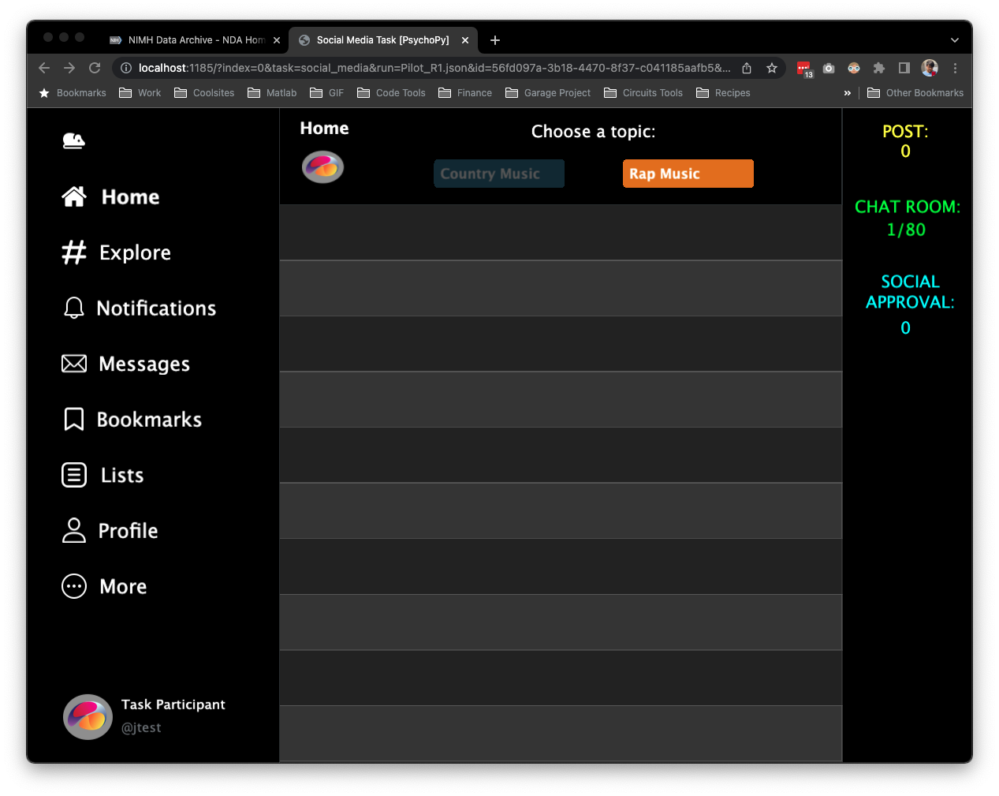 NIH NIMH Data Archive - NDA Hom
Social Media Task [PsychoPy]
localhost:1185/?index=0&task=social_media&run=Pilot_R1.json&id=56fd097a-3b18-4470-8f37-c041185aafb5&...
13
Bookmarks Work Coolsites Matlab GIF Code Tools Finance Garage Project Circuits Tools Recipes » Other Bookmarks
Home
Explore
Notifications
Messages
Bookmarks
Lists
Profile
More
Task Participant
@jtest
Home
Choose a topic:
Country Music
Rap Music
POST:
0
CHAT ROOM:
1/80
SOCIAL
APPROVAL:
0